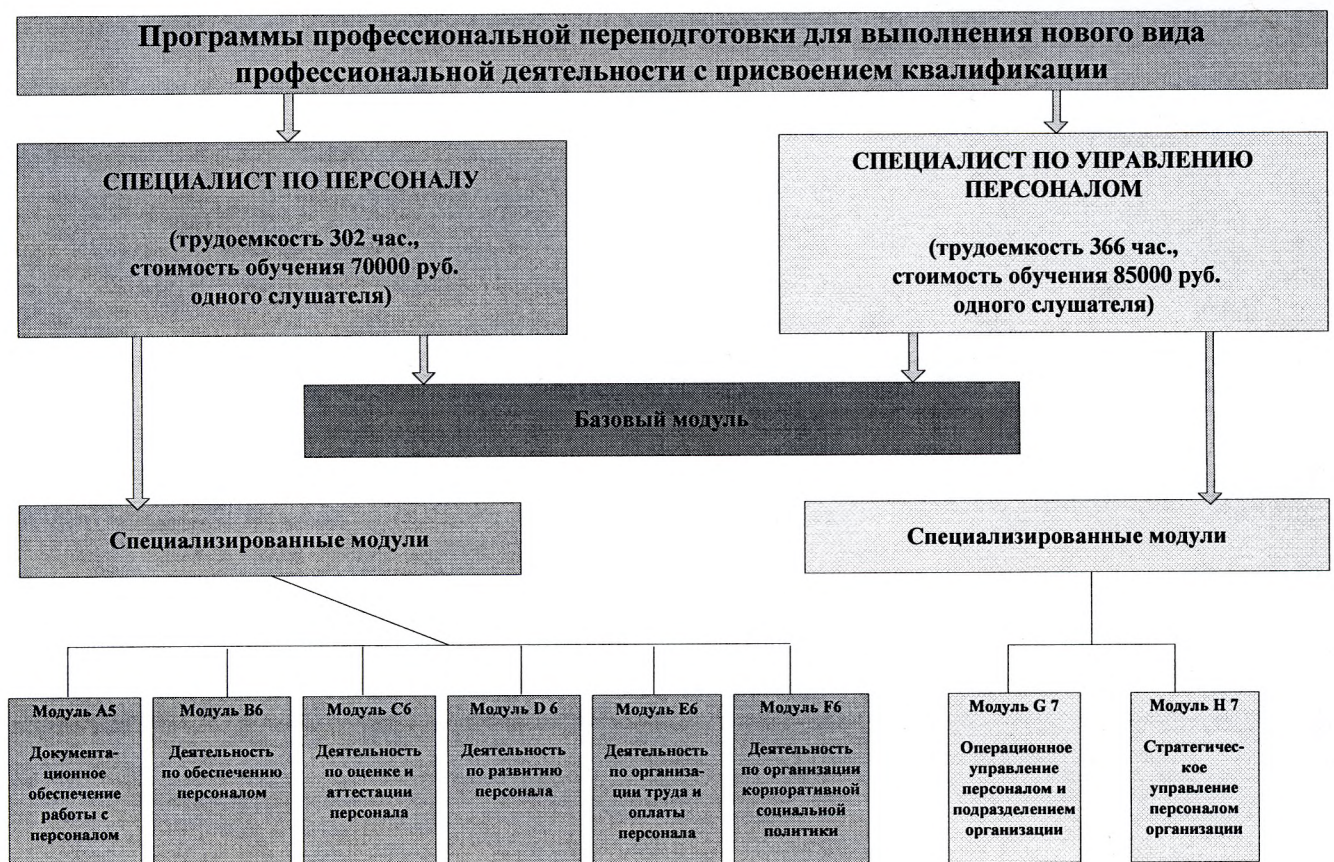 Программы профессиональной переподготовки для выполнения нового вида
профессиональной деятельности с присвоением квалификации
СПЕЦИАЛИСТ ПО ПЕРСОНАЛУ
(трудоемкость 302 час.,
стоимость обучения 70000 руб.
одного слушателя)
СПЕЦИАЛИСТ ПО УПРАВЛЕНИЮ
ПЕРСОНАЛОМ
(трудоемкость 366 час.,
стоимость обучения 85000 руб.
одного слушателя)
Базовый модуль
Специализированные модули
Специализированные модули
Модуль A5
Документа-
ционное
обеспечение
работы с
персоналом
Модуль B6
Деятельность
по обеспечению
персоналом
Модуль C6
Деятельность
по оценке и
аттестации
персонала
Модуль D 6
Деятельность
по развитию
персонала
Модуль E6
Деятельность
по организа-
ции труда и
оплаты
персонала
Модуль F6
Деятельность
по организации
корпоративной
социальной
политики
Модуль G 7
Операционное
управление
персоналом и
подразделением
организации
Модуль H 7
Стратегичес-
кое
управление
персоналом
организации